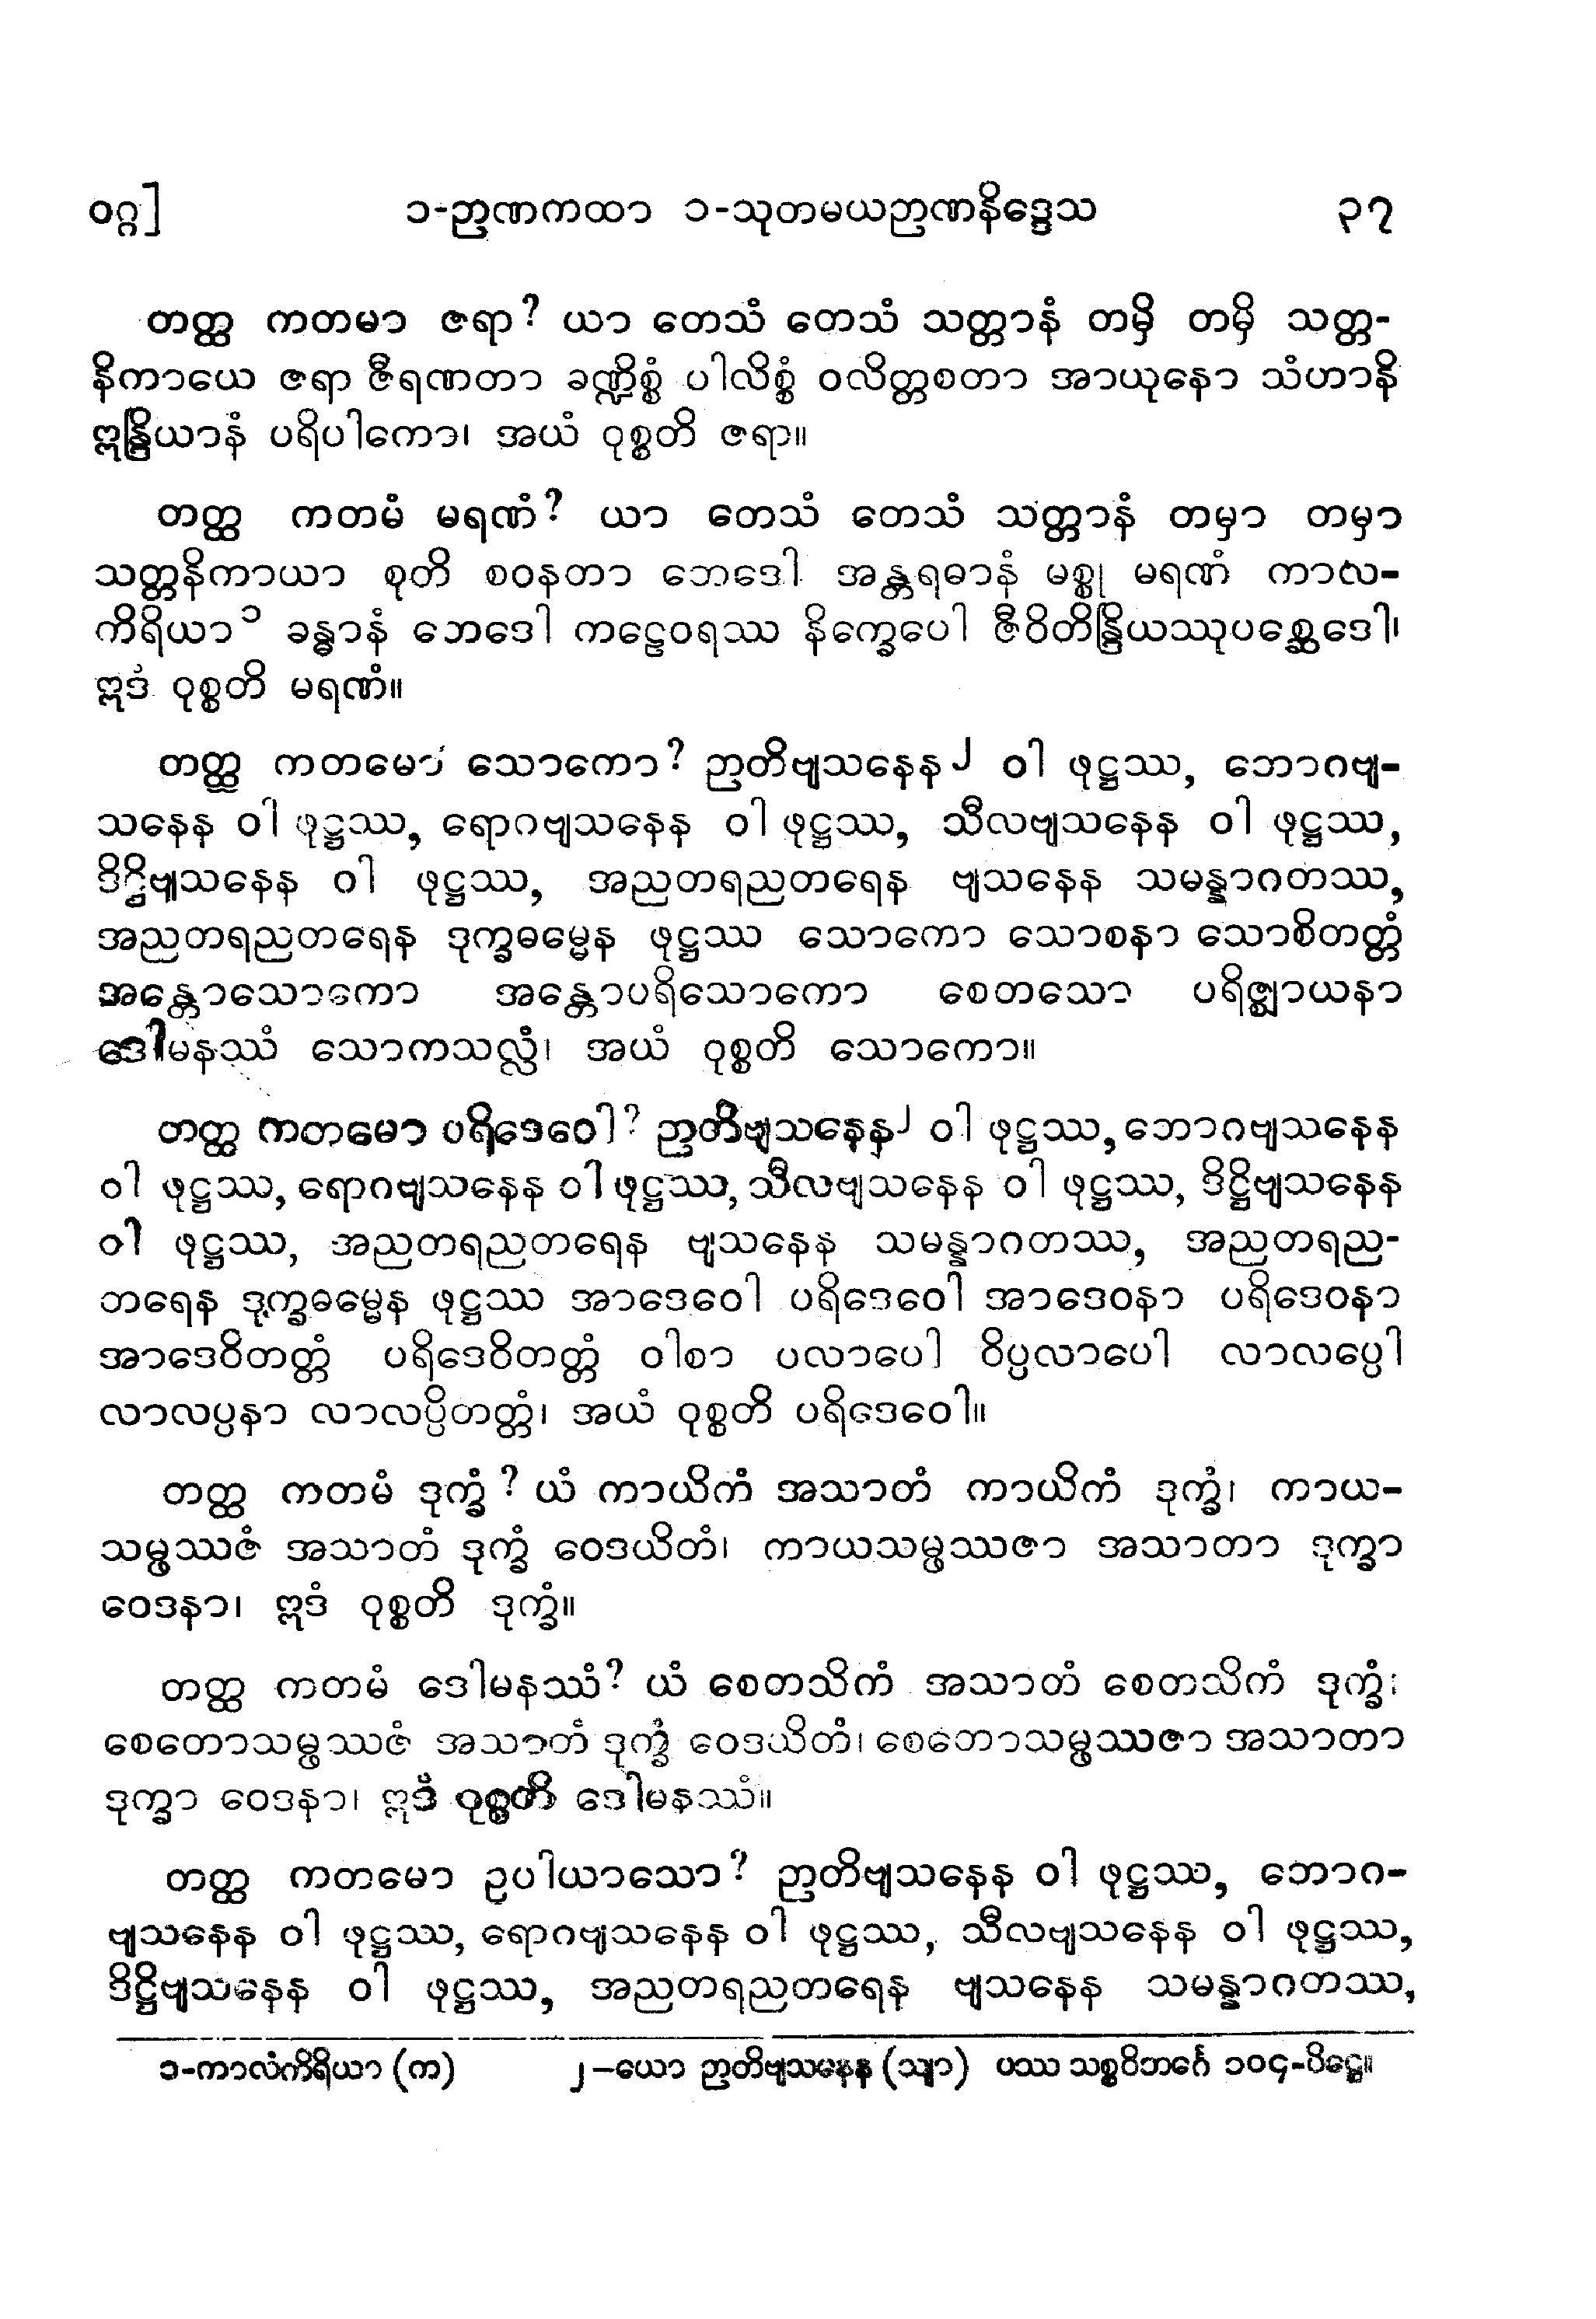 ဝဂ္ဂ]
၁-ဉာဏကထာ ၁-သုတမယဉာဏနိဒ္ဒေသ
၃၇
တတ္ထ ကတမာ ဇရာ? ယာ တေသံ တေသံ သတ္တာနံ တမှိ တမှိ သတ္တ-
နိကာယေ ဇရာ ဇီရဏတာ ခဏ္ဍိစ္စံ ပါလိစ္စံ ဝလိတ္တစတာ အာယုနော သံဟာနိ
ဣန္ဒြိယာနံ ပရိပါကော၊ အယံ ဝုစ္စတိ ဇရာ။
တတ္ထ ကတမံ မရဏံ? ယာ တေသံ တေသံ သတ္တာနံ တမှာ တမှာ
သတ္တနိကာယာ စုတိ စဝနတာ ဘေဒေါ အန္တရဓာနံ မစ္စု မရဏံ ကာလ-
ကိရိယာ ၁ ခန္ဓာနံ ဘေဒေါ ကဠေဝရဿ နိက္ခေပေါ ဇီဝိတိန္ဒြိယဿုပစ္ဆေဒေါ၊
ဣဒံ ဝုစ္စတိ မရဏံ။
တတ္ထ ကတမော သောကော? ဉာတိဗျသနေန ၂ ဝါ ဖုဋ္ဌဿ, ဘောဂဗျ-
သနေန ဝါ ဖုဋ္ဌဿ, ရောဂဗျသနေန ဝါ ဖုဋ္ဌဿ, သီလဗျသနေန ဝါ ဖုဋ္ဌဿ,
ဒိဋ္ဌိဗျသနေန ဝါ ဖုဋ္ဌဿ, အညတရညတရေန ဗျသနေန သမန္နာဂတဿ,
အညတရညတရေန ဒုက္ခဓမ္မေန ဖုဋ္ဌဿ သောကော သောစနာ သောစိတတ္တံ
အန္တောသောကော အန္တောပရိသောကော စေတသော ပရိဇ္ဈာယနာ
ဒေါမနဿံ သောကသလ္လံ၊ အယံ ဝုစ္စတိ သောကော။
တတ္ထ ကတမော ပရိဒေဝေါ? ဉာတိဗျသနေန ၂ ဝါ ဖုဋ္ဌဿ, ဘောဂဗျသနေန
ဝါ ဖုဋ္ဌဿ, ရောဂဗျသနေန ဝါ ဖုဋ္ဌဿ, သီလဗျသနေန ဝါ ဖုဋ္ဌဿ, ဒိဋ္ဌိဗျသနေန
ဝါ ဖုဋ္ဌဿ, အညတရညတရေန ဗျသနေန သမန္နာဂတဿ, အညတရည-
တရေန ဒုက္ခဓမ္မေန ဖုဋ္ဌဿ အာဒေဝေါ ပရိဒေဝေါ အာဒေဝနာ ပရိဒေဝနာ
အာဒေဝိတတ္တံ ပရိဒေဝိတတ္တံ ဝါစာ ပလာပေါ ဝိပ္ပလာပေါ လာလပ္ပေါ
လာလပ္ပနာ လာလပ္ပိတတ္တံ၊ အယံ ဝုစ္စတိ ပရိဒေဝေါ။
တတ္ထ ကတမံ ဒုက္ခံ? ယံ ကာယိကံ အသာတံ ကာယိကံ ဒုက္ခံ၊ ကာယ-
သမ္ဖဿဇံ အသာတံ ဒုက္ခံ ဝေဒယိတံ၊ ကာယသမ္ဖဿဇာ အသာတာ ဒုက္ခာ
ဝေဒနာ၊ ဣဒံ ဝုစ္စတိ ဒုက္ခံ။
တတ္ထ ကတမံ ဒေါမနဿံ? ယံ စေတသိကံ အသာတံ စေတသိကံ ဒုက္ခံ၊
စေတောသမ္ဖဿဇံ အသာတံ ဒုက္ခံ ဝေဒယိတံ၊ စေတောသမ္ဖဿဇာ အသာတာ
ဒုက္ခာ ဝေဒနာ၊ ဣဒံ ဝုစ္စတိ ဒေါမနဿံ။
တတ္ထ ကတမော ဥပါယာသော? ဉာတိဗျသနေန ဝါ ဖုဋ္ဌဿ, ဘောဂ-
ဗျသနေန ဝါ ဖုဋ္ဌဿ, ရောဂဗျသနေန ဝါ ဖုဋ္ဌဿ, သီလဗျသနေန ဝါ ဖုဋ္ဌဿ,
ဒိဋ္ဌိဗျသနေန ဝါ ဖုဋ္ဌဿ, အညတရညတရေန ဗျသနေန သမန္နာဂတဿ,
၁-ကာလံကိရိယာ (က) ၂-ယော ဉာတိဗျသနေန (သျာ) ပဿ သစ္စဝိဘင်္ဂေ ၁၀၄-ပိဋ္ဌေ။